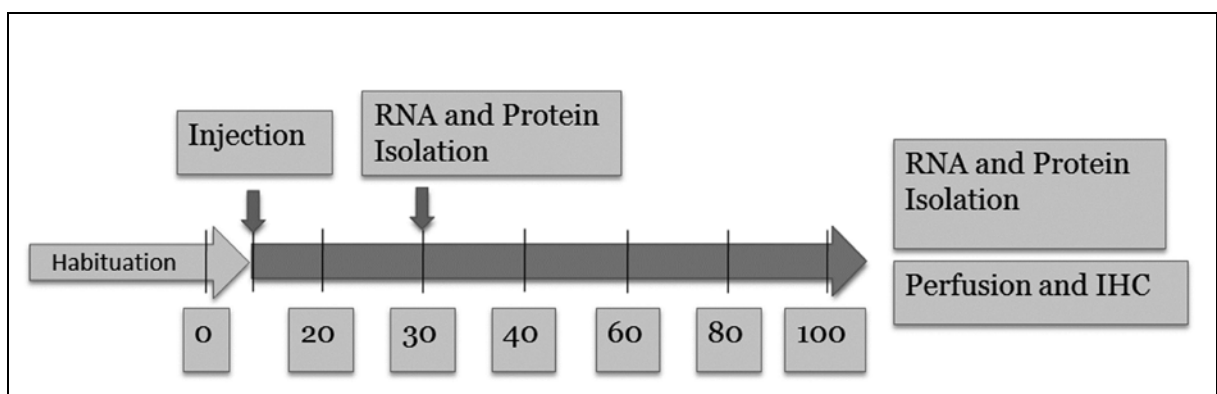 Injection
RNA and Protein
Isolation
RNA and Protein
Isolation
Habituation
Perfusion and IHC
0
20
30
40
60
80
100